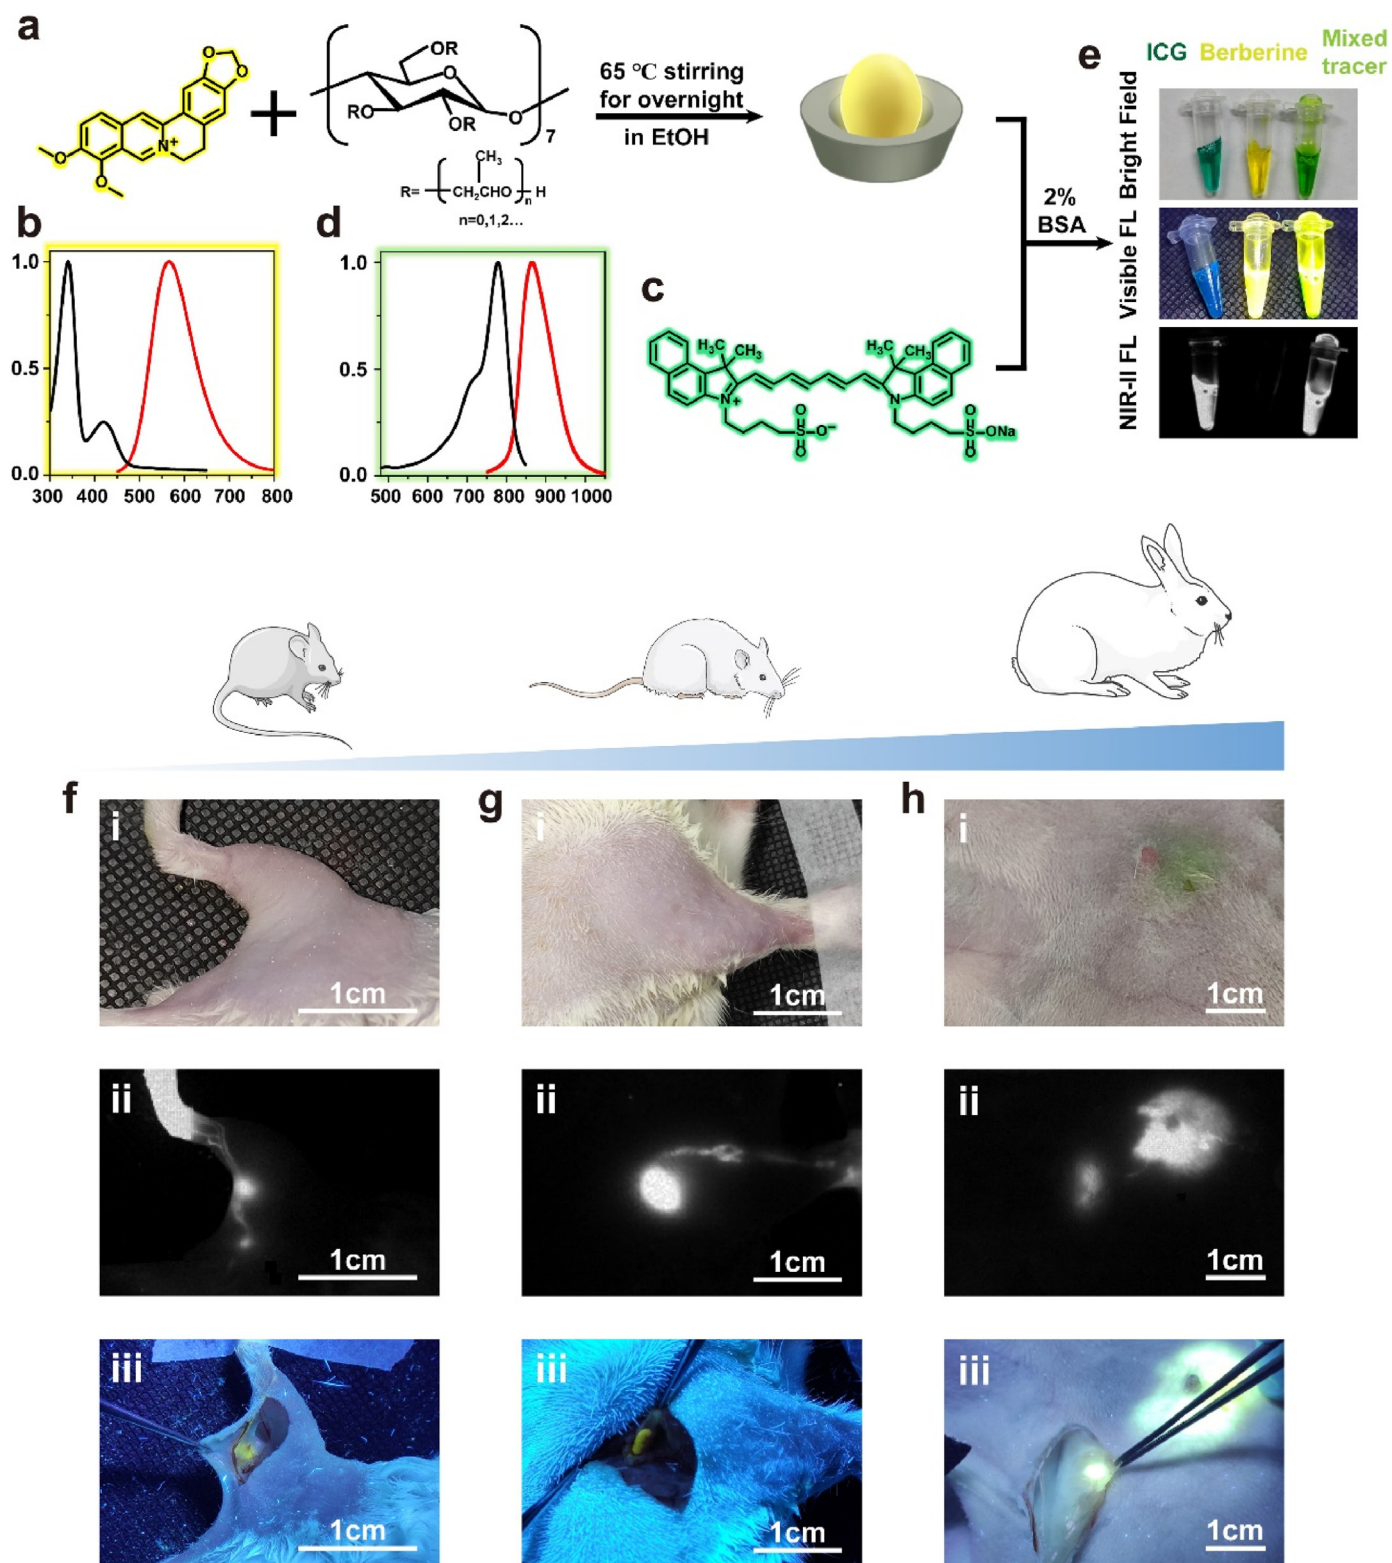 a
OR
RO
OR
O
O
7
CH₃
R= (CH₂CHO)n H
n=0,1,2...
O
O
N⁺
O
O
65 ℃ stirring
for overnight
in EtOH
2%
BSA
e
ICG Berberine Mixed
tracer
Bright Field
Visible FL
NIR-II FL
b
1.0
0.5
0.0
300 400 500 600 700 800
d
1.0
0.5
0.0
500 600 700 800 900 1000
c
H₃C CH₃
H₃C CH₃
N⁺
N
O
S
O
O⁻
O
S
O
ONa
f
i
1cm
g
i
1cm
h
i
1cm
ii
1cm
ii
1cm
ii
1cm
iii
1cm
iii
1cm
iii
1cm